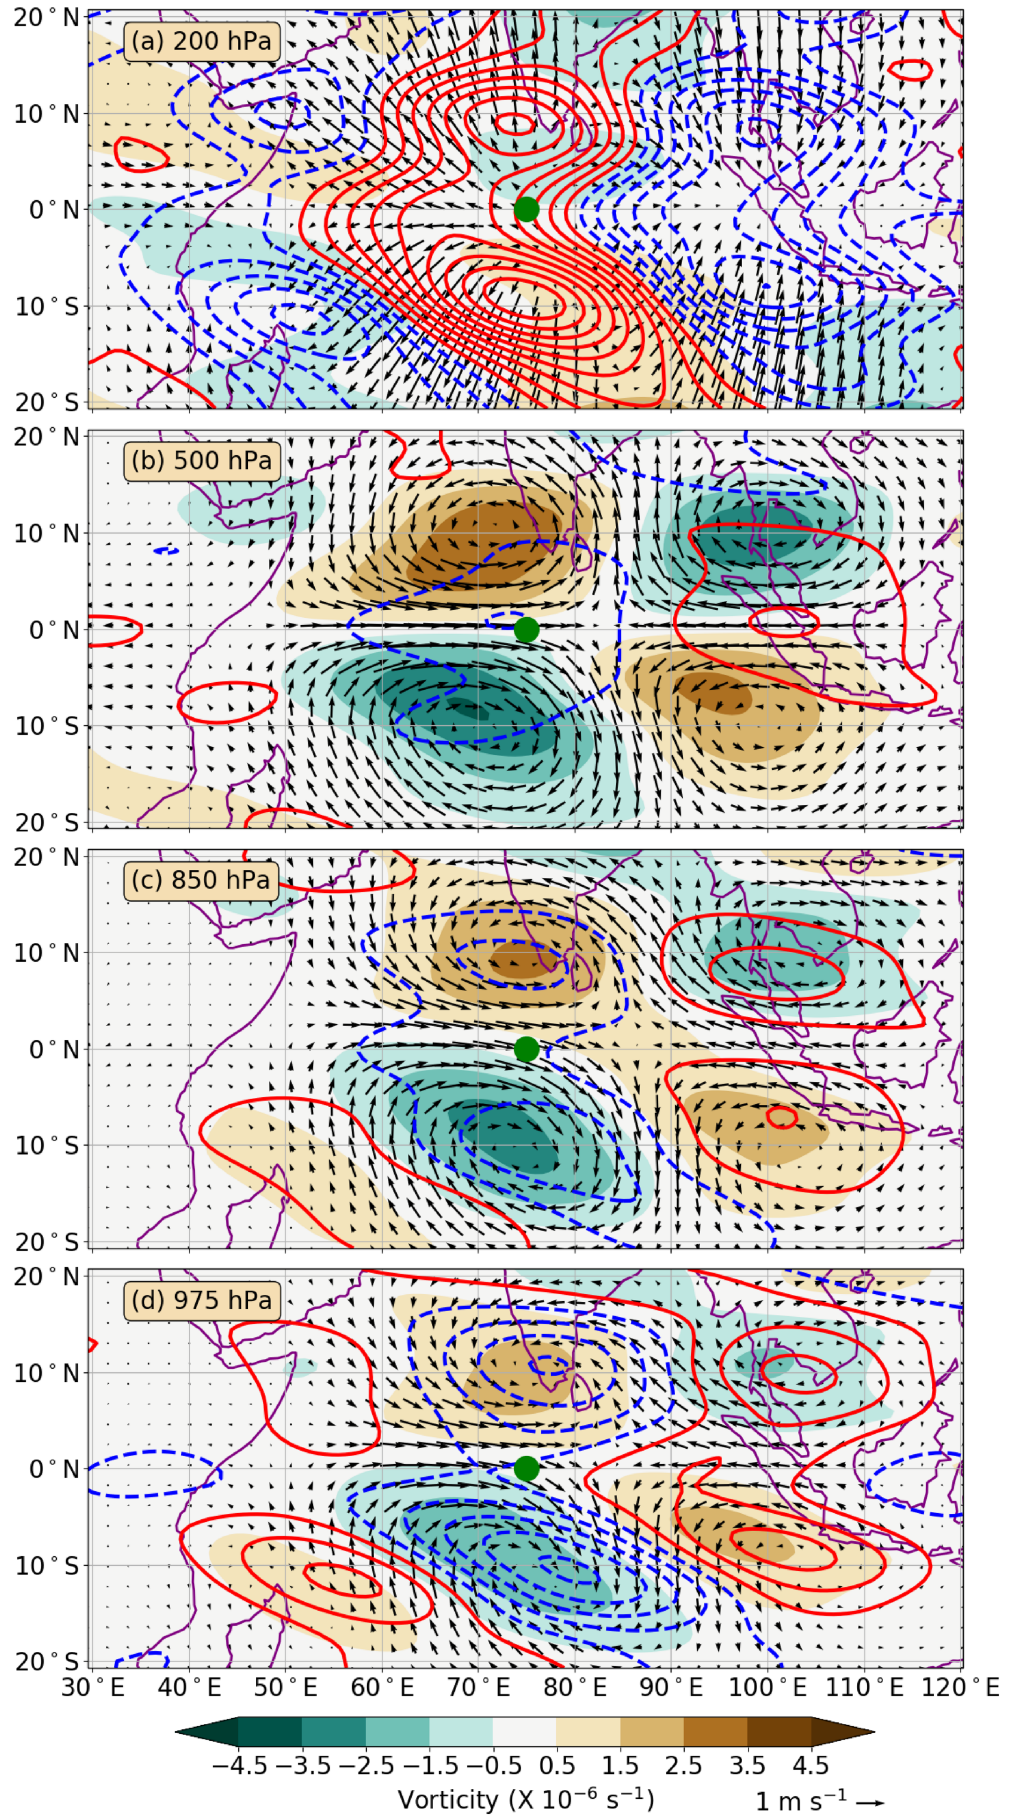 20°N
(a) 200 hPa
10°N
0°N
10°S
20°S
20°N
(b) 500 hPa
10°N
0°N
10°S
20°S
20°N
(c) 850 hPa
10°N
0°N
10°S
20°S
20°N
(d) 975 hPa
10°N
0°N
10°S
20°S
30°E 40°E 50°E 60°E 70°E 80°E 90°E 100°E 110°E 120°E
−4.5 −3.5 −2.5 −1.5 −0.5 0.5 1.5 2.5 3.5 4.5
Vorticity (X 10⁻⁶ s⁻¹) 1 m s⁻¹